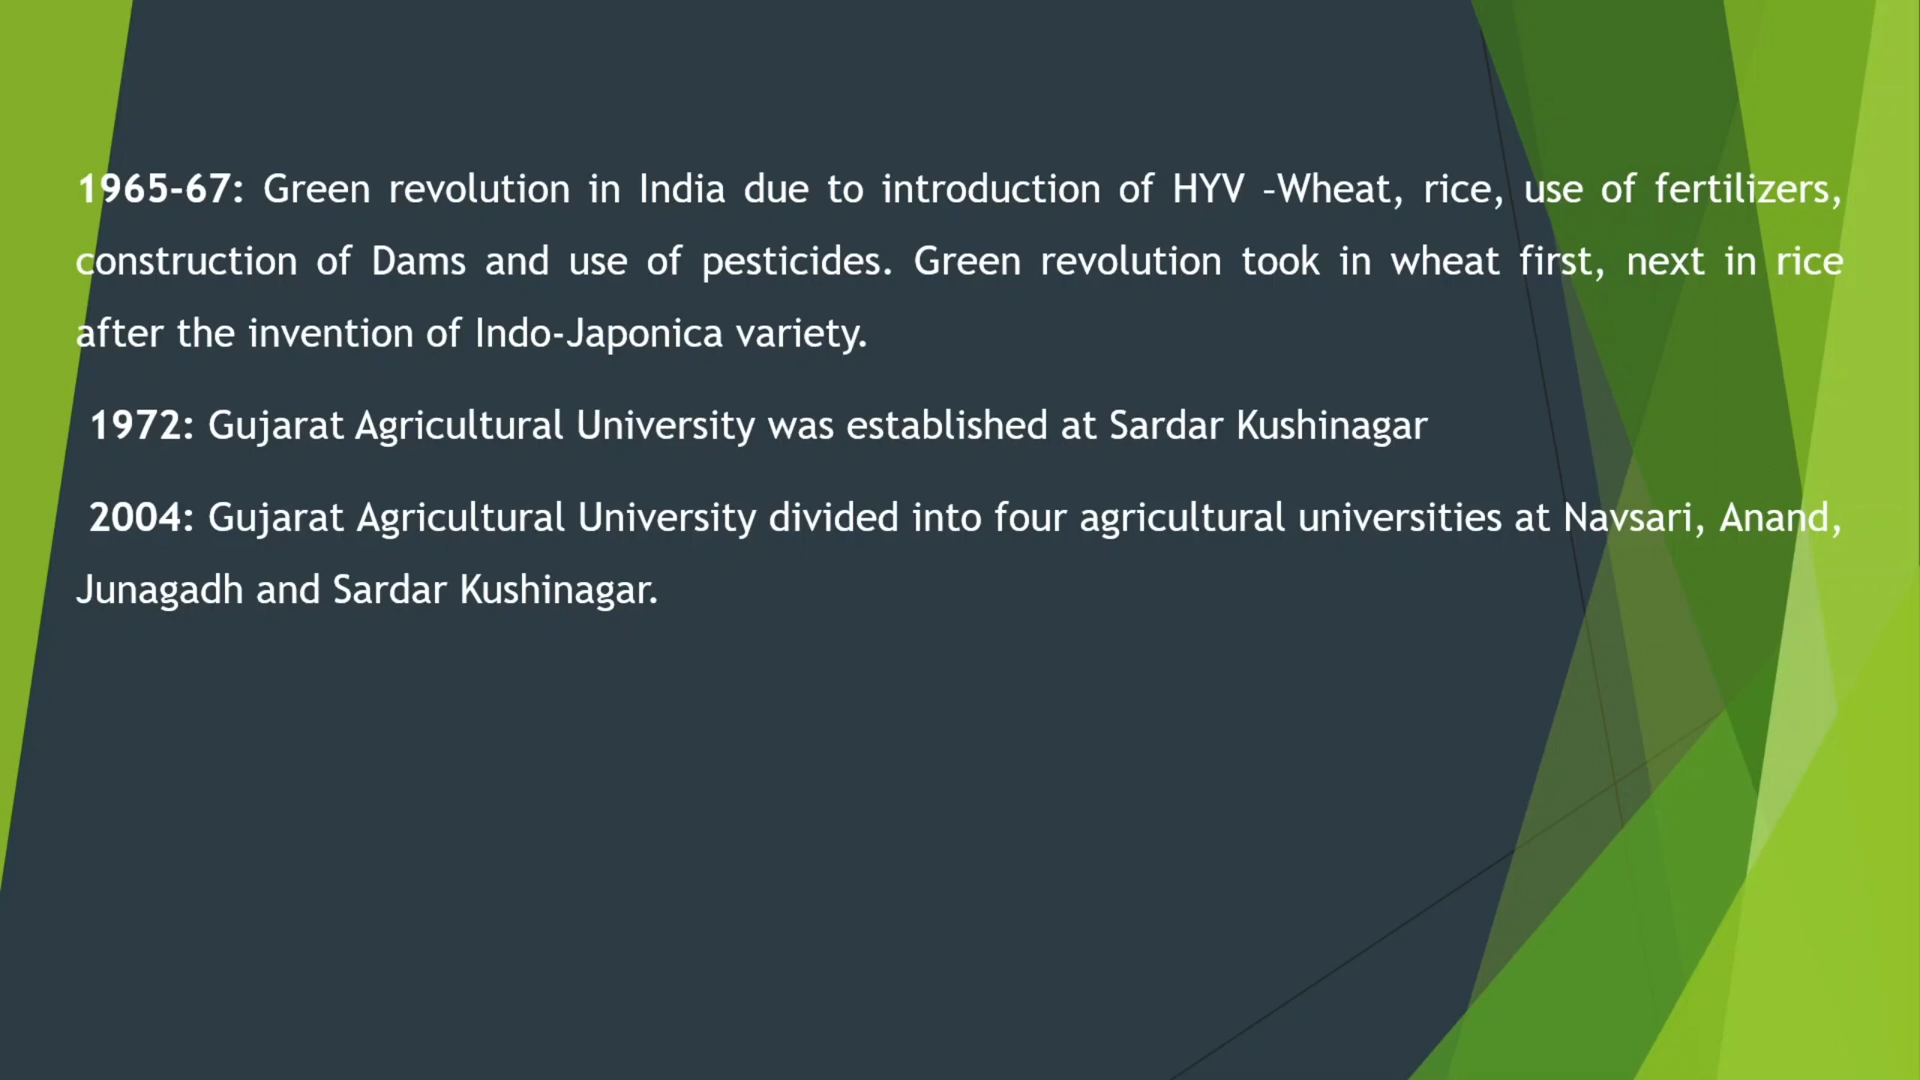 1965-67: Green revolution in India due to introduction of HYV –Wheat, rice, use of fertilizers,
construction of Dams and use of pesticides. Green revolution took in wheat first, next in rice
after the invention of Indo-Japonica variety.
1972: Gujarat Agricultural University was established at Sardar Kushinagar
2004: Gujarat Agricultural University divided into four agricultural universities at Navsari, Anand,
Junagadh and Sardar Kushinagar.